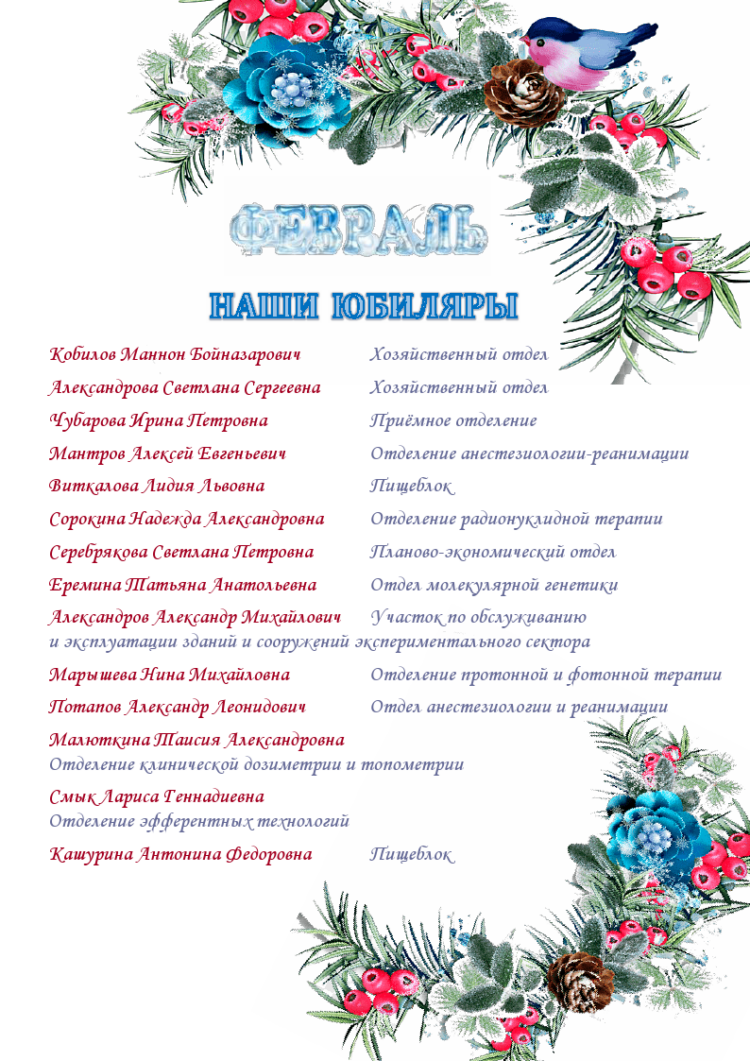 ФЕВРАЛЬ
НАШИ ЮБИЛЯРЫ
Кобилов Маннон Бойназарович Хозяйственный отдел
Александрова Светлана Сергеевна Хозяйственный отдел
Чубарова Ирина Петровна Приёмное отделение
Мантров Алексей Евгеньевич Отделение анестезиологии-реанимации
Виткалова Лидия Львовна Пищеблок
Сорокина Надежда Александровна Отделение радионуклидной терапии
Серебрякова Светлана Петровна Планово-экономический отдел
Еремина Татьяна Анатольевна Отдел молекулярной генетики
Александров Александр Михайлович Участок по обслуживанию
и эксплуатации зданий и сооружений экспериментального сектора
Марышева Нина Михайловна Отделение протонной и фотонной терапии
Потапов Александр Леонидович Отдел анестезиологии и реанимации
Малюткина Таисия Александровна
Отделение клинической дозиметрии и топометрии
Смык Лариса Геннадиевна
Отделение эфферентных технологий
Кашурина Антонина Федоровна Пищеблок